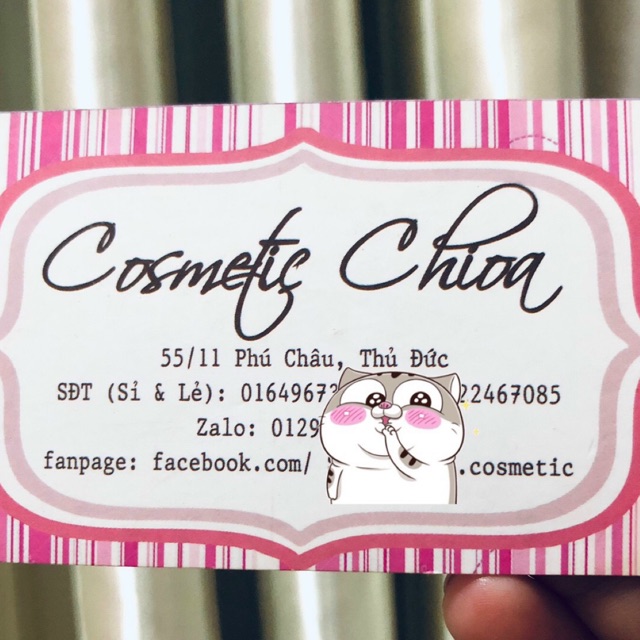 Cosmetic Chioa
55/11 Phú Châu, Thủ Đức
SĐT (Sỉ & Lẻ): 0164967 22467085
Zalo: 0129
fanpage: facebook.com/ .cosmetic